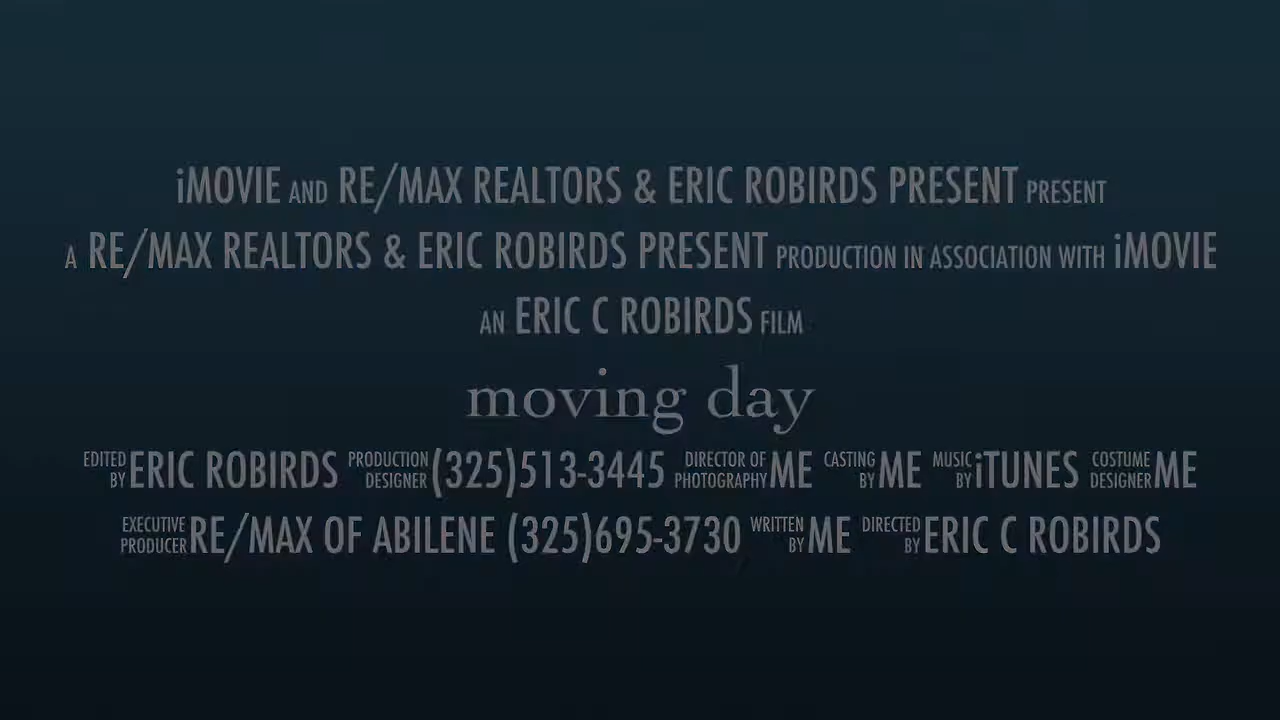 iMOVIE AND RE/MAX REALTORS & ERIC ROBIRDS PRESENT PRESENT
A RE/MAX REALTORS & ERIC ROBIRDS PRESENT PRODUCTION IN ASSOCIATION WITH iMOVIE
AN ERIC C ROBIRDS FILM
moving day
EDITED BY ERIC ROBIRDS PRODUCTION DESIGNER (325)513-3445 DIRECTOR OF PHOTOGRAPHY ME CASTING BY ME MUSIC BY iTUNES COSTUME DESIGNER ME
EXECUTIVE PRODUCER RE/MAX OF ABILENE (325)695-3730 WRITTEN BY ME DIRECTED BY ERIC C ROBIRDS